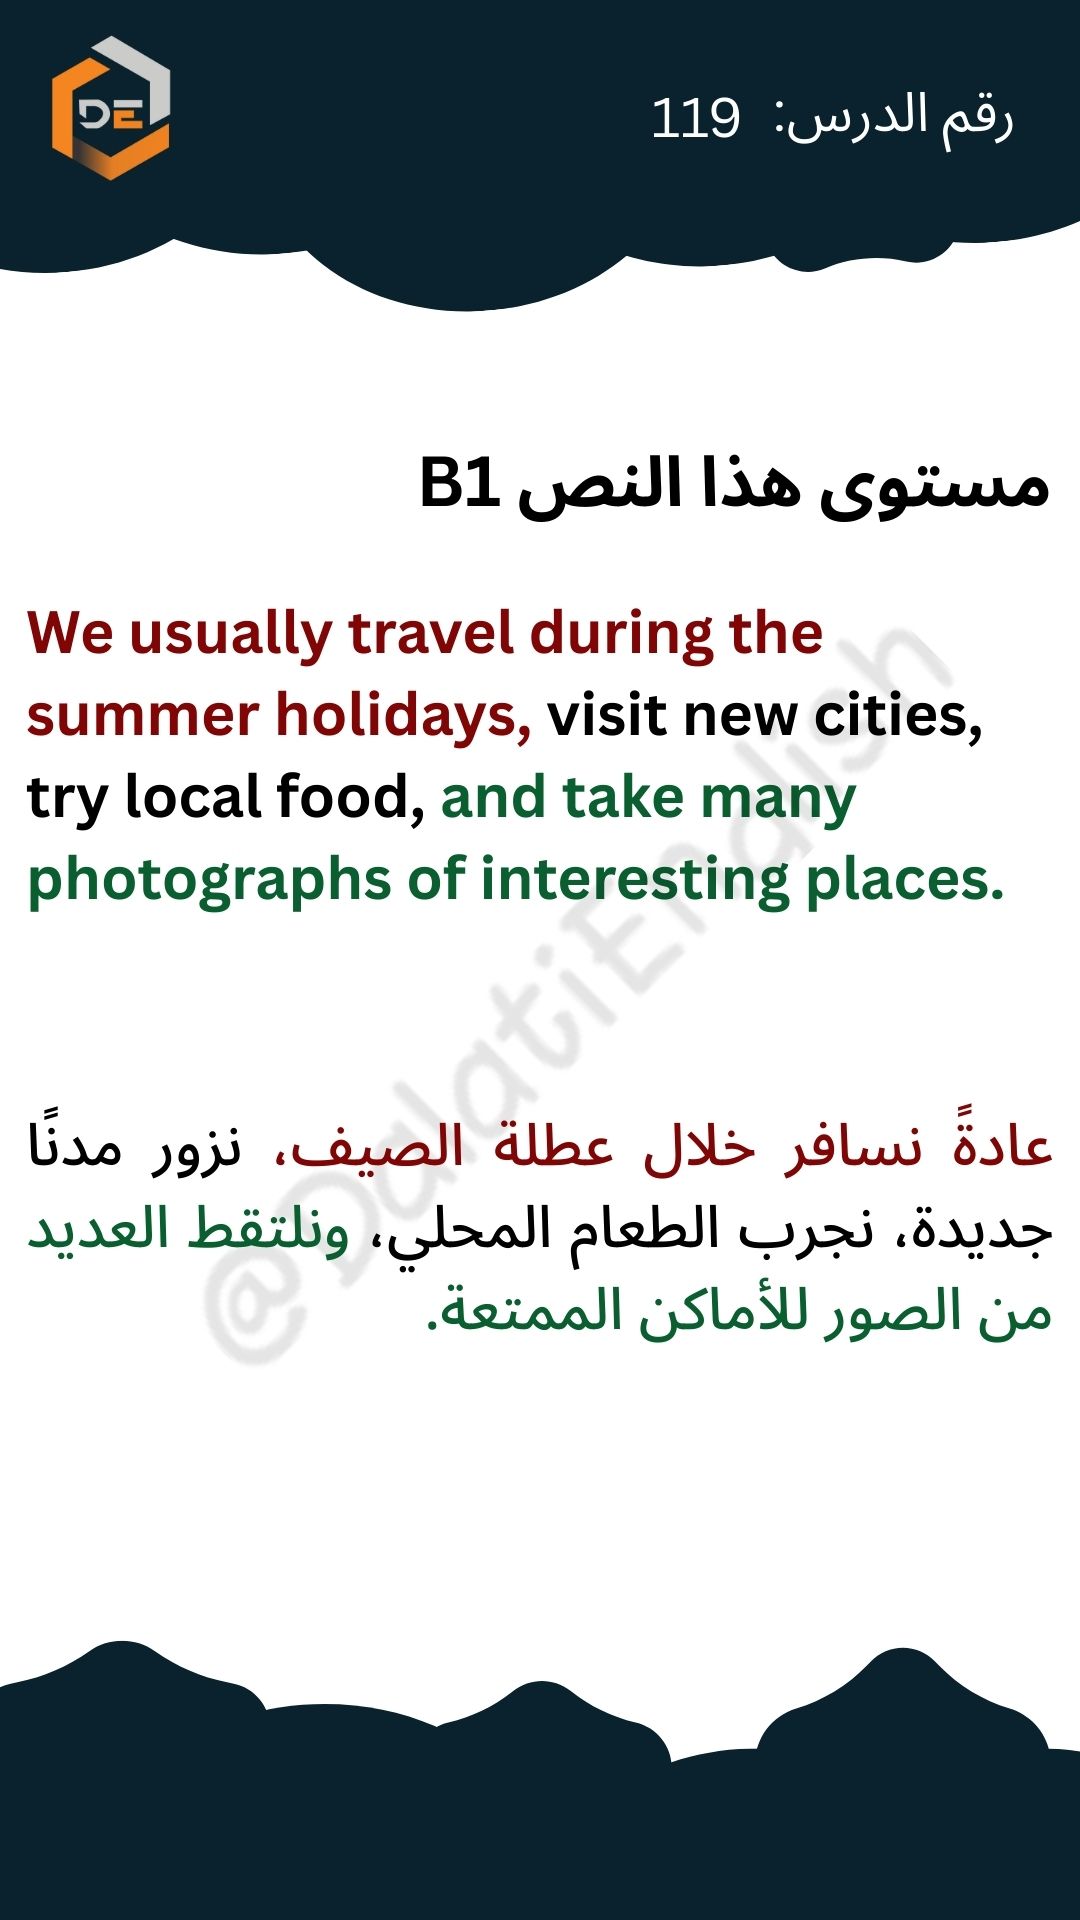 DE
رقم الدرس: 119
مستوى هذا النص B1
We usually travel during the
summer holidays, visit new cities,
try local food, and take many
photographs of interesting places.
عادةً نسافر خلال عطلة الصيف، نزور مدنًا
جديدة، نجرب الطعام المحلي، ونلتقط العديد
من الصور للأماكن الممتعة.
@DalatiEnglish